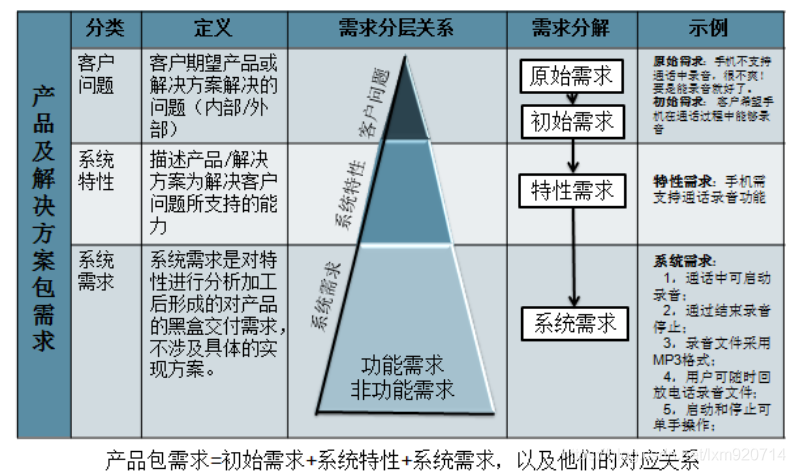 分类
定义
需求分层关系
需求分解
示例
产品及解决方案包需求
客户
问题
客户期望产品或
解决方案解决的
问题（内部/外
部）
客户问题
原始需求
初始需求
原始需求：手机不支持
通话中录音，很不爽！
要是能录音就好了。
初始需求：客户希望手
机在通话过程中能够录
音
系统
特性
描述产品/解决
方案为解决客户
问题所支持的能
力
系统特性
特性需求
特性需求：手机需
支持通话录音功能
系统
需求
系统需求是对特
性进行分析加工
后形成的对产品
的黑盒交付需求，
不涉及具体的实
现方案。
系统需求
功能需求
非功能需求
系统需求
系统需求：
1，通话中可启动
录音；
2，通过结束录音
停止；
3，录音文件采用
MP3格式；
4，用户可随时回
放电话录音文件；
5，启动和停止可
单手操作；
产品包需求=初始需求+系统特性+系统需求，以及他们的对应关系